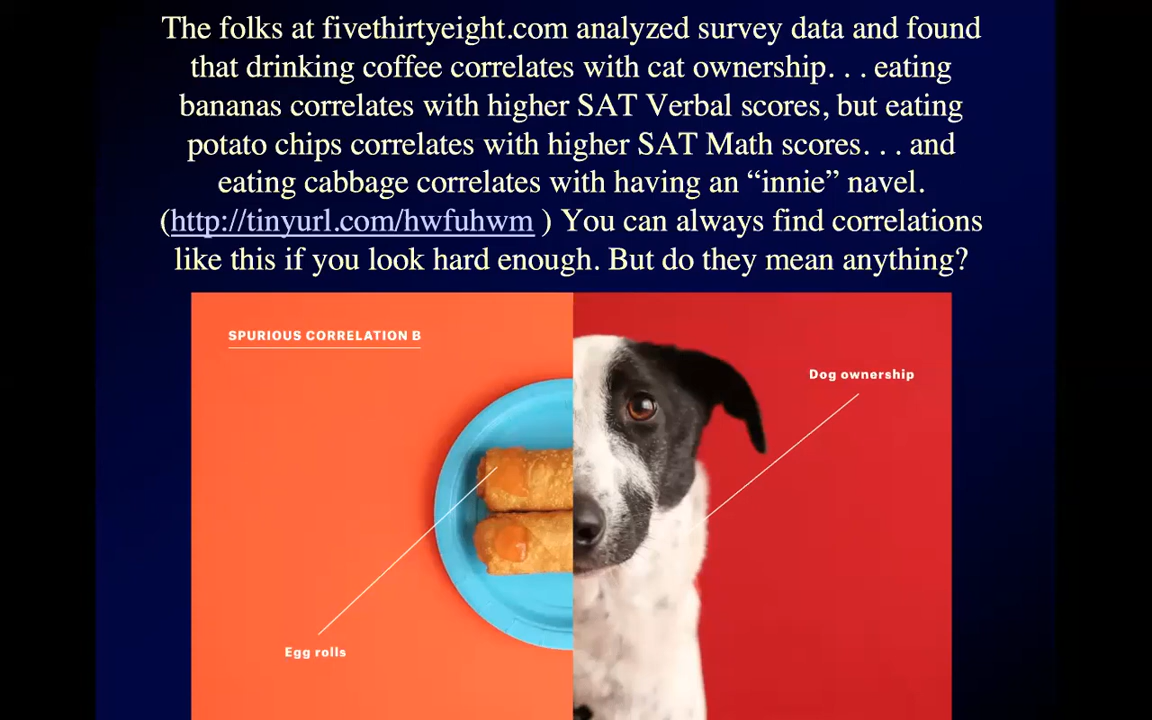 The folks at fivethirtyeight.com analyzed survey data and found
that drinking coffee correlates with cat ownership. . . eating
bananas correlates with higher SAT Verbal scores, but eating
potato chips correlates with higher SAT Math scores. . . and
eating cabbage correlates with having an “innie” navel.
(http://tinyurl.com/hwfuhwm ) You can always find correlations
like this if you look hard enough. But do they mean anything?
SPURIOUS CORRELATION B
Dog ownership
Egg rolls